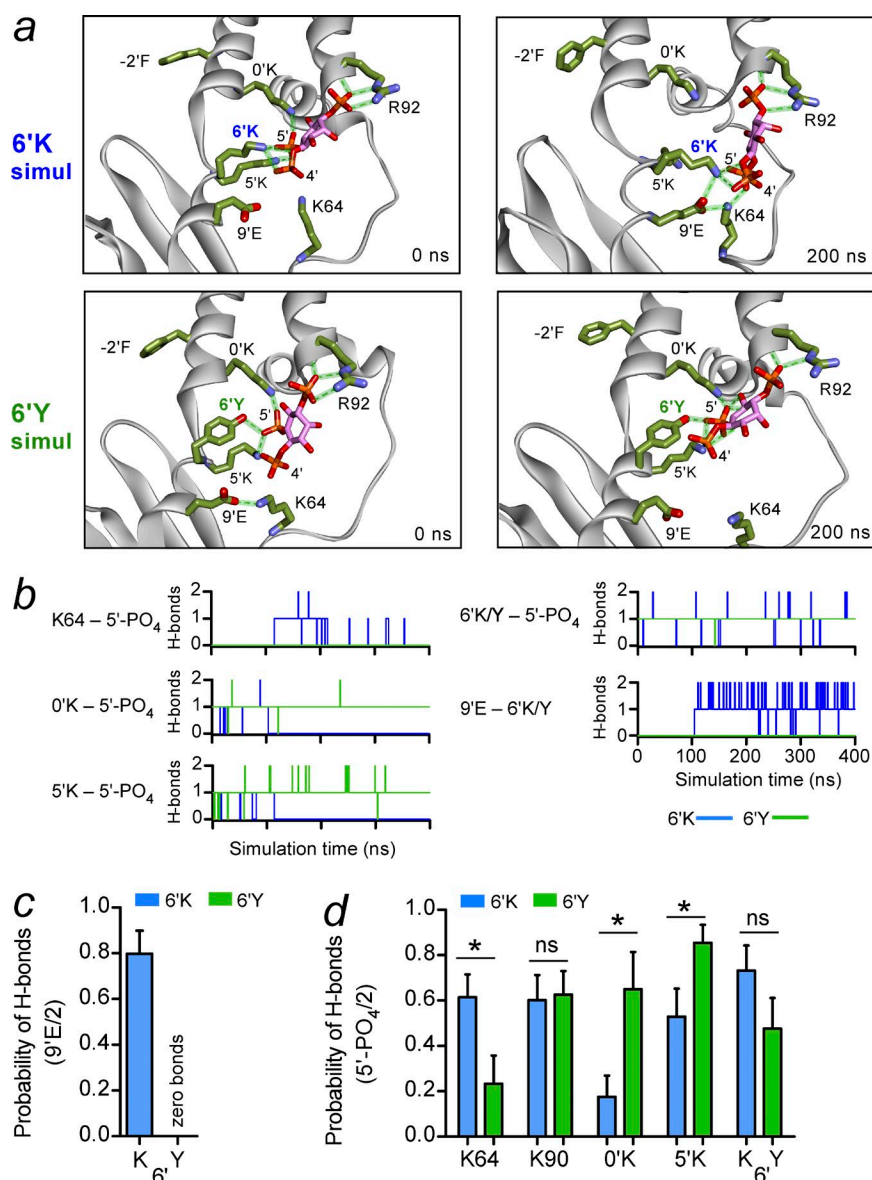 a
6'K
simul
-2'F
0'K
R92
6'K
5'
5'K
4'
K64
9'E
0 ns
-2'F
0'K
R92
6'K
5'
5'K
4'
K64
9'E
200 ns
6'Y
simul
-2'F
0'K
R92
6'Y
5'
5'K
4'
9'E
K64
0 ns
-2'F
0'K
R92
6'Y
5'
5'K
4'
9'E
K64
200 ns
b
K64 – 5'-PO4
H-bonds
2
1
0
0'K – 5'-PO4
H-bonds
2
1
0
5'K – 5'-PO4
H-bonds
2
1
0
Simulation time (ns)
6'K/Y – 5'-PO4
H-bonds
2
1
0
9'E – 6'K/Y
H-bonds
2
1
0
0 100 200 300 400
Simulation time (ns)
6'K 6'Y
c
6'K 6'Y
Probability of H-bonds
(9'E/2)
1.0
0.8
0.6
0.4
0.2
0.0
zero bonds
K Y
6'
d
6'K 6'Y
Probability of H-bonds
(5'-PO4/2)
1.0
0.8
0.6
0.4
0.2
0.0
* ns * * ns
K64 K90 0'K 5'K K Y
6'